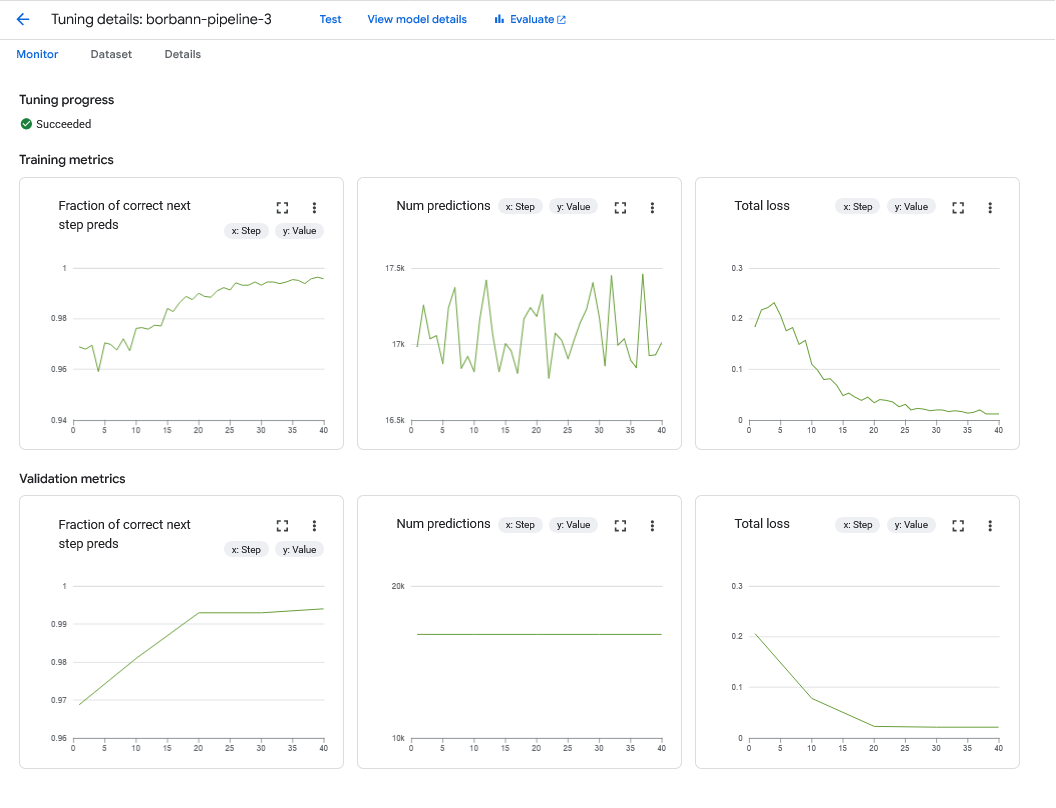 Tuning details: borbann-pipeline-3 Test View model details Evaluate
Monitor Dataset Details
Tuning progress
Succeeded
Training metrics
Fraction of correct next
step preds
x: Step y: Value
1
0.98
0.96
0.94
0 5 10 15 20 25 30 35 40
Num predictions x: Step y: Value
17.5k
17k
16.5k
0 5 10 15 20 25 30 35 40
Total loss x: Step y: Value
0.3
0.2
0.1
0
0 5 10 15 20 25 30 35 40
Validation metrics
Fraction of correct next
step preds
x: Step y: Value
1
0.99
0.98
0.97
0.96
0 5 10 15 20 25 30 35 40
Num predictions x: Step y: Value
20k
10k
0 5 10 15 20 25 30 35 40
Total loss x: Step y: Value
0.3
0.2
0.1
0
0 5 10 15 20 25 30 35 40